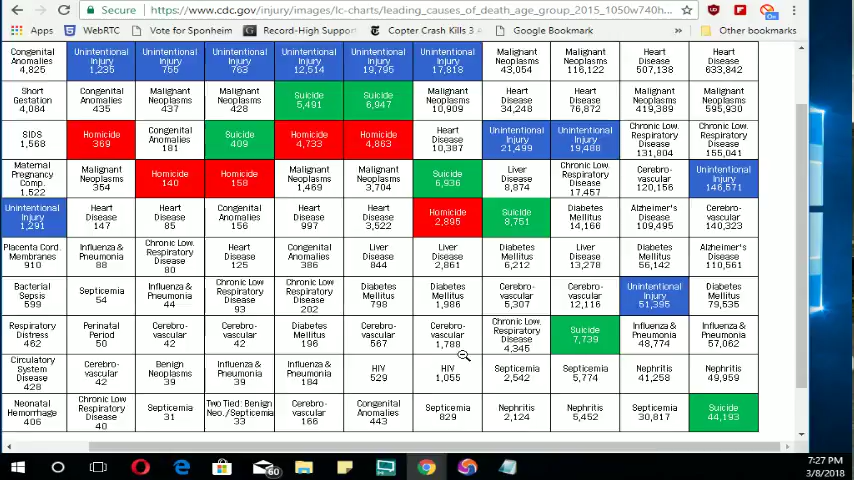 Secure https://www.cdc.gov/injury/images/lc-charts/leading_causes_of_death_age_group_2015_1050w740h...
Apps WebRTC Vote for Sponheim Record-High Support Copter Crash Kills 3 Google Bookmark » Other bookmarks
Congenital Anomalies 4,825 Unintentional Injury 1,235 Unintentional Injury 755 Unintentional Injury 763 Unintentional Injury 12,514 Unintentional Injury 19,795 Unintentional Injury 17,818 Malignant Neoplasms 43,054 Malignant Neoplasms 116,122 Heart Disease 507,138 Heart Disease 633,842
Short Gestation 4,084 Congenital Anomalies 435 Malignant Neoplasms 437 Malignant Neoplasms 428 Suicide 5,491 Suicide 6,947 Malignant Neoplasms 10,909 Heart Disease 34,248 Heart Disease 76,872 Malignant Neoplasms 419,389 Malignant Neoplasms 595,930
SIDS 1,568 Homicide 369 Congenital Anomalies 181 Suicide 409 Homicide 4,733 Homicide 4,863 Heart Disease 10,387 Unintentional Injury 21,499 Unintentional Injury 19,488 Chronic Low. Respiratory Disease 131,804 Chronic Low. Respiratory Disease 155,041
Maternal Pregnancy Comp. 1,522 Malignant Neoplasms 354 Homicide 140 Homicide 158 Malignant Neoplasms 1,469 Malignant Neoplasms 3,704 Suicide 6,936 Liver Disease 8,874 Chronic Low. Respiratory Disease 17,457 Cerebro-vascular 120,156 Unintentional Injury 146,571
Unintentional Injury 1,291 Heart Disease 147 Heart Disease 85 Congenital Anomalies 156 Heart Disease 997 Heart Disease 3,522 Homicide 2,895 Suicide 8,751 Diabetes Mellitus 14,166 Alzheimer's Disease 109,495 Cerebro-vascular 140,323
Placenta Cord. Membranes 910 Influenza & Pneumonia 88 Chronic Low. Respiratory Disease 80 Heart Disease 125 Congenital Anomalies 386 Liver Disease 844 Liver Disease 2,861 Diabetes Mellitus 6,212 Liver Disease 13,278 Diabetes Mellitus 56,142 Alzheimer's Disease 110,561
Bacterial Sepsis 599 Septicemia 54 Influenza & Pneumonia 44 Chronic Low. Respiratory Disease 93 Chronic Low. Respiratory Disease 202 Diabetes Mellitus 798 Diabetes Mellitus 1,986 Cerebro-vascular 5,307 Cerebro-vascular 12,116 Unintentional Injury 51,395 Diabetes Mellitus 79,535
Respiratory Distress 462 Perinatal Period 50 Cerebro-vascular 42 Cerebro-vascular 42 Diabetes Mellitus 196 Cerebro-vascular 567 Cerebro-vascular 1,788 Chronic Low. Respiratory Disease 4,345 Suicide 7,739 Influenza & Pneumonia 48,774 Influenza & Pneumonia 57,062
Circulatory System Disease 428 Cerebro-vascular 42 Benign Neoplasms 39 Influenza & Pneumonia 39 Influenza & Pneumonia 184 HIV 529 HIV 1,055 Septicemia 2,542 Septicemia 5,774 Nephritis 41,258 Nephritis 49,959
Neonatal Hemorrhage 406 Chronic Low Respiratory Disease 40 Septicemia 31 Two Tied: Benign Neo./Septicemia 33 Cerebro-vascular 166 Congenital Anomalies 443 Septicemia 829 Nephritis 2,124 Nephritis 5,452 Septicemia 30,817 Suicide 44,193
60
7:27 PM
3/8/2018